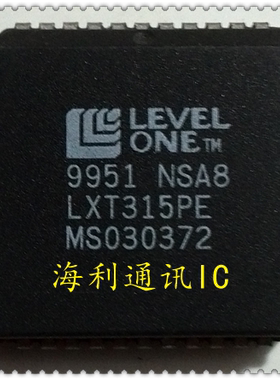 LEVEL
ONE™
9951 NSA8
LXT315PE
MS030372
海利通讯IC